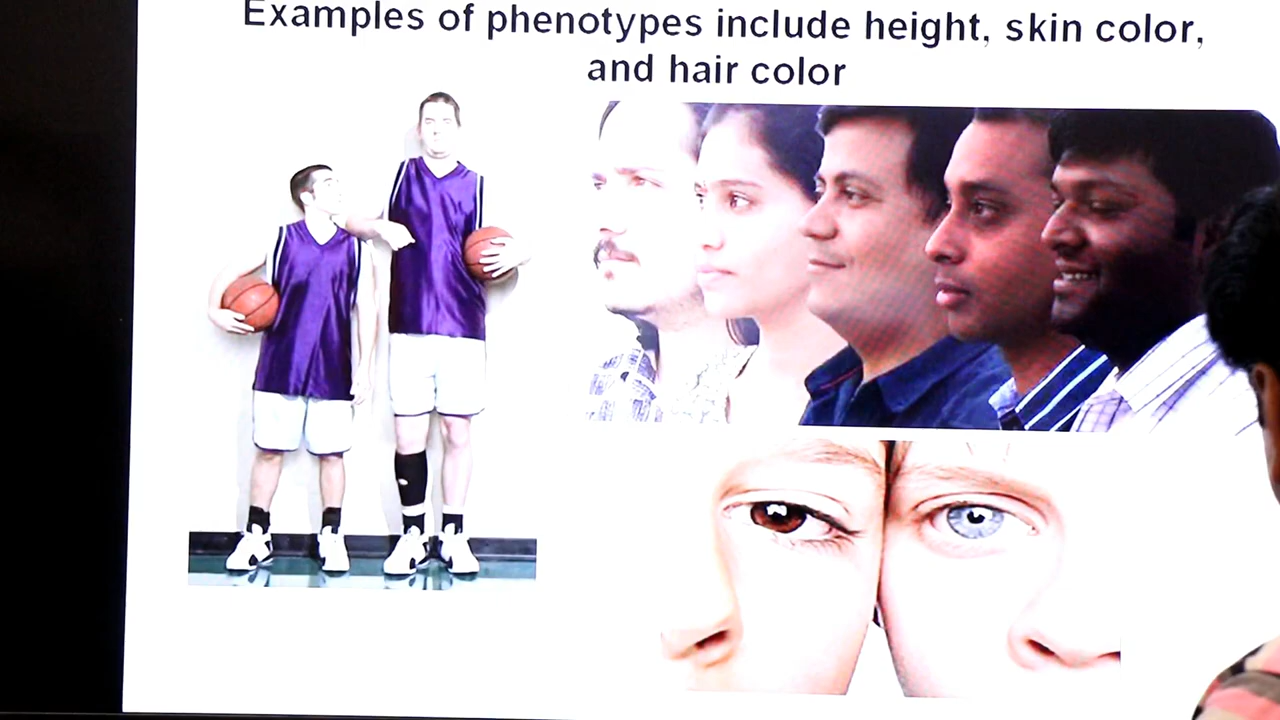 Examples of phenotypes include height, skin color,
and hair color